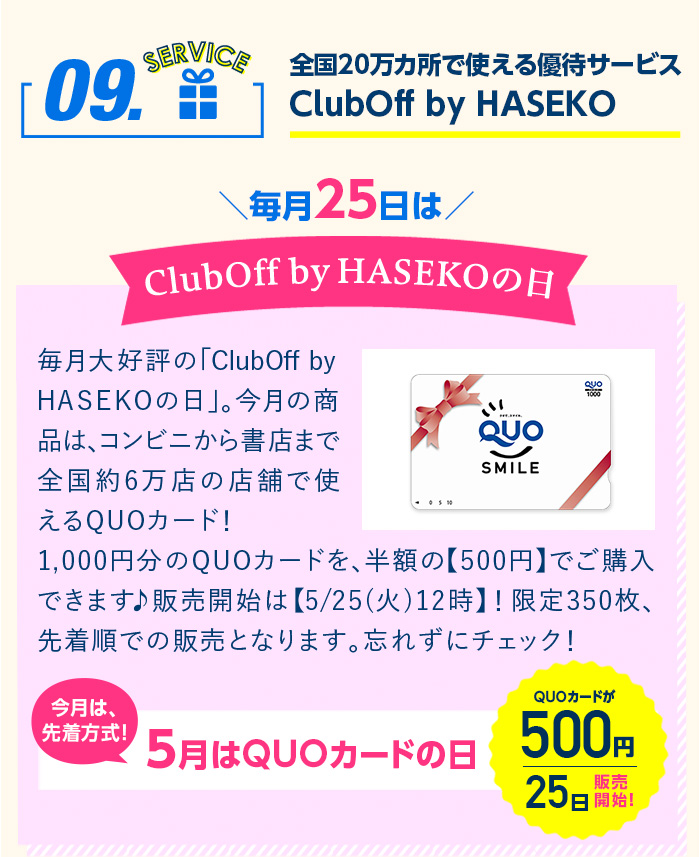 SERVICE
09.
全国20万カ所で使える優待サービス
ClubOff by HASEKO
毎月25日は
ClubOff by HASEKOの日
毎月大好評の「ClubOff by
HASEKOの日」。今月の商
品は、コンビニから書店まで
全国約6万店の店舗で使
えるQUOカード！
QUO
1000
QUO
SMILE
0 5 10
1,000円分のQUOカードを、半額の【500円】でご購入
できます♪販売開始は【5/25(火)12時】！限定350枚、
先着順での販売となります。忘れずにチェック！
今月は、
先着方式！
5月はQUOカードの日
QUOカードが
500円
25日 販売
開始！